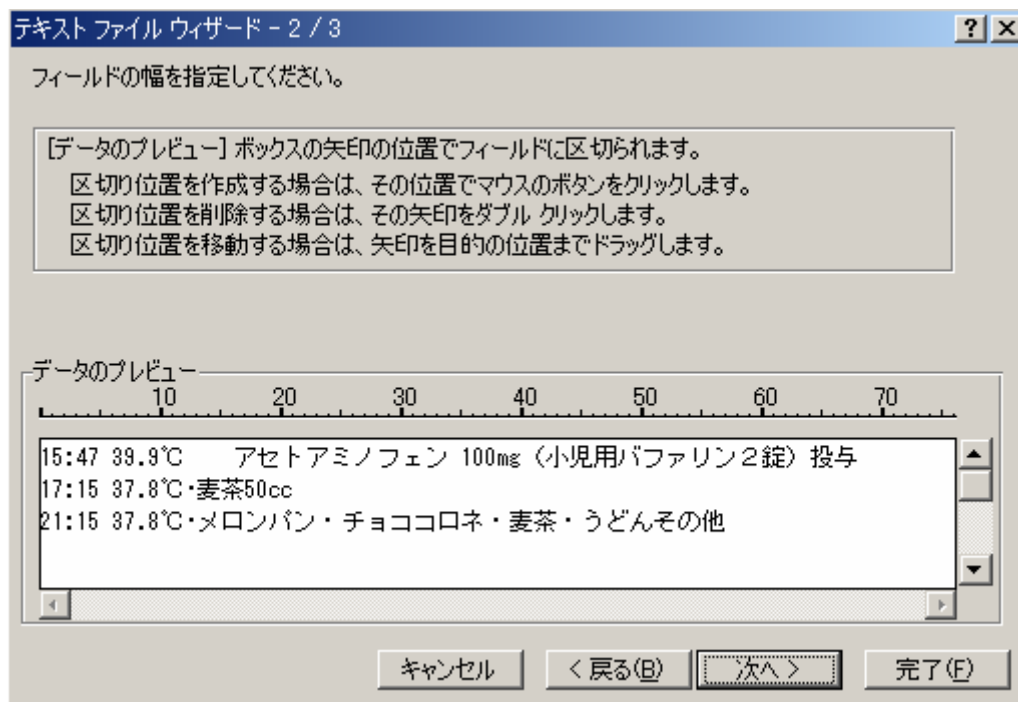 テキスト ファイル ウィザード - 2 / 3
フィールドの幅を指定してください。
[データのプレビュー] ボックスの矢印の位置でフィールドに区切られます。
区切り位置を作成する場合は、その位置でマウスのボタンをクリックします。
区切り位置を削除する場合は、その矢印をダブル クリックします。
区切り位置を移動する場合は、矢印を目的の位置までドラッグします。
データのプレビュー
10 20 30 40 50 60 70
15:47 39.9℃　　アセトアミノフェン 100㎎（小児用バファリン２錠）投与
17:15 37.8℃・麦茶50cc
21:15 37.8℃・メロンパン・チョココロネ・麦茶・うどんその他
キャンセル < 戻る(B) 次へ > 完了(F)